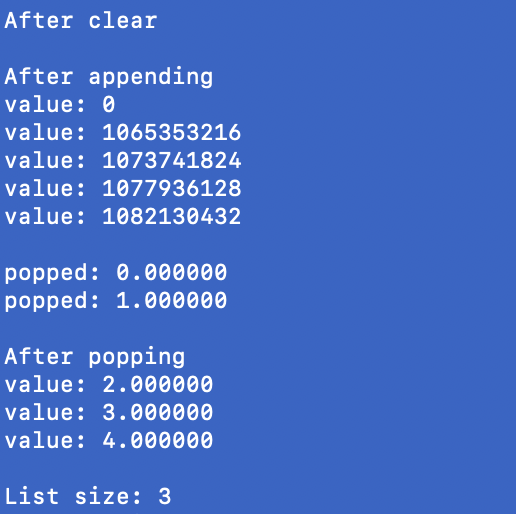 After clear
After appending
value: 0
value: 1065353216
value: 1073741824
value: 1077936128
value: 1082130432
popped: 0.000000
popped: 1.000000
After popping
value: 2.000000
value: 3.000000
value: 4.000000
List size: 3